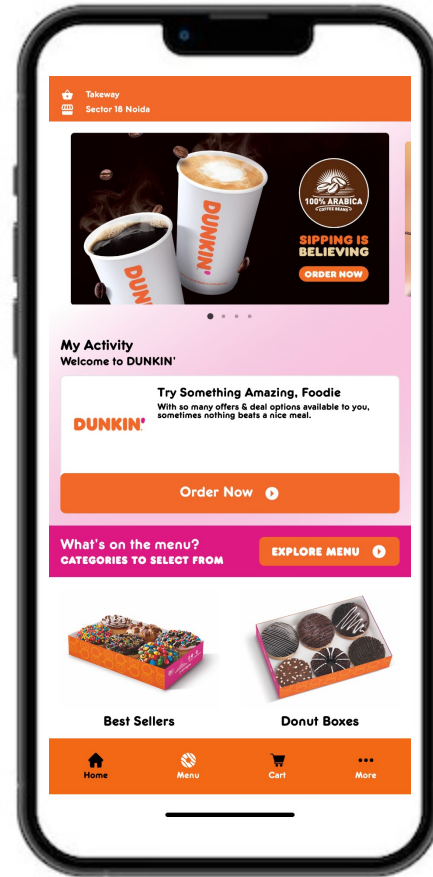 Takeway
Sector 18 Noida
DUNKIN'
DUN
100% ARABICA
COFFEE BEANS
SIPPING IS
BELIEVING
ORDER NOW
My Activity
Welcome to DUNKIN'
Try Something Amazing, Foodie
With so many offers & deal options available to you,
sometimes nothing beats a nice meal.
DUNKIN'
Order Now
What's on the menu?
CATEGORIES TO SELECT FROM
EXPLORE MENU
Best Sellers
Donut Boxes
Home
Menu
Cart
More